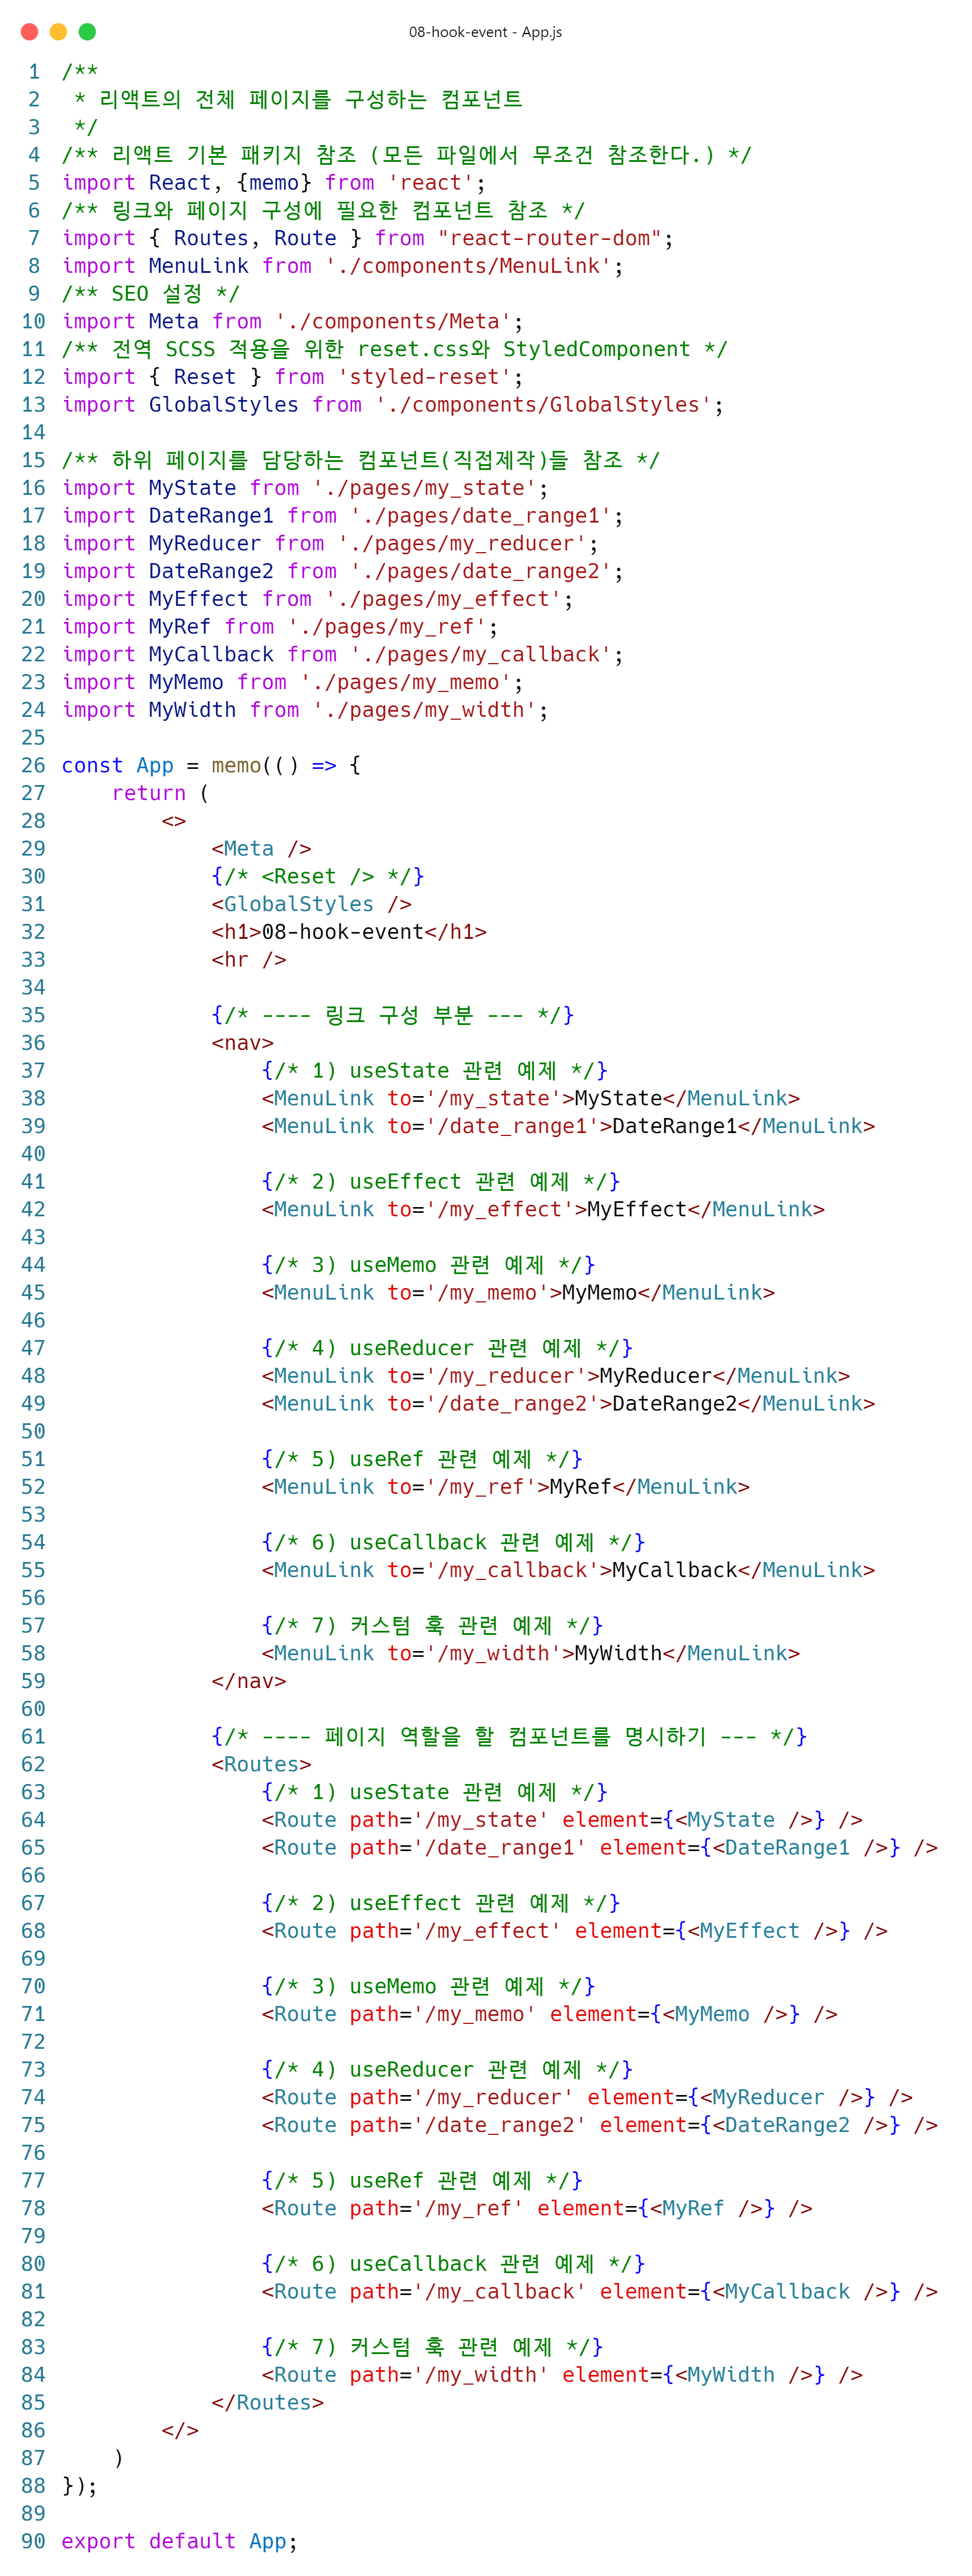 08-hook-event - App.js
1 /**
2  * 리액트의 전체 페이지를 구성하는 컴포넌트
3  */
4 /** 리액트 기본 패키지 참조 (모든 파일에서 무조건 참조한다.) */
5 import React, {memo} from 'react';
6 /** 링크와 페이지 구성에 필요한 컴포넌트 참조 */
7 import { Routes, Route } from "react-router-dom";
8 import MenuLink from './components/MenuLink';
9 /** SEO 설정 */
10 import Meta from './components/Meta';
11 /** 전역 SCSS 적용을 위한 reset.css와 StyledComponent */
12 import { Reset } from 'styled-reset';
13 import GlobalStyles from './components/GlobalStyles';
14
15 /** 하위 페이지를 담당하는 컴포넌트(직접제작)들 참조 */
16 import MyState from './pages/my_state';
17 import DateRange1 from './pages/date_range1';
18 import MyReducer from './pages/my_reducer';
19 import DateRange2 from './pages/date_range2';
20 import MyEffect from './pages/my_effect';
21 import MyRef from './pages/my_ref';
22 import MyCallback from './pages/my_callback';
23 import MyMemo from './pages/my_memo';
24 import MyWidth from './pages/my_width';
25
26 const App = memo(() => {
27     return (
28         <>
29             <Meta />
30             {/* <Reset /> */}
31             <GlobalStyles />
32             <h1>08-hook-event</h1>
33             <hr />
34
35             {/* ---- 링크 구성 부분 --- */}
36             <nav>
37                 {/* 1) useState 관련 예제 */}
38                 <MenuLink to='/my_state'>MyState</MenuLink>
39                 <MenuLink to='/date_range1'>DateRange1</MenuLink>
40
41                 {/* 2) useEffect 관련 예제 */}
42                 <MenuLink to='/my_effect'>MyEffect</MenuLink>
43
44                 {/* 3) useMemo 관련 예제 */}
45                 <MenuLink to='/my_memo'>MyMemo</MenuLink>
46
47                 {/* 4) useReducer 관련 예제 */}
48                 <MenuLink to='/my_reducer'>MyReducer</MenuLink>
49                 <MenuLink to='/date_range2'>DateRange2</MenuLink>
50
51                 {/* 5) useRef 관련 예제 */}
52                 <MenuLink to='/my_ref'>MyRef</MenuLink>
53
54                 {/* 6) useCallback 관련 예제 */}
55                 <MenuLink to='/my_callback'>MyCallback</MenuLink>
56
57                 {/* 7) 커스텀 훅 관련 예제 */}
58                 <MenuLink to='/my_width'>MyWidth</MenuLink>
59             </nav>
60
61             {/* ---- 페이지 역할을 할 컴포넌트를 명시하기 --- */}
62             <Routes>
63                 {/* 1) useState 관련 예제 */}
64                 <Route path='/my_state' element={<MyState />} />
65                 <Route path='/date_range1' element={<DateRange1 />} />
66
67                 {/* 2) useEffect 관련 예제 */}
68                 <Route path='/my_effect' element={<MyEffect />} />
69
70                 {/* 3) useMemo 관련 예제 */}
71                 <Route path='/my_memo' element={<MyMemo />} />
72
73                 {/* 4) useReducer 관련 예제 */}
74                 <Route path='/my_reducer' element={<MyReducer />} />
75                 <Route path='/date_range2' element={<DateRange2 />} />
76
77                 {/* 5) useRef 관련 예제 */}
78                 <Route path='/my_ref' element={<MyRef />} />
79
80                 {/* 6) useCallback 관련 예제 */}
81                 <Route path='/my_callback' element={<MyCallback />} />
82
83                 {/* 7) 커스텀 훅 관련 예제 */}
84                 <Route path='/my_width' element={<MyWidth />} />
85             </Routes>
86         </>
87     )
88 });
89
90 export default App;